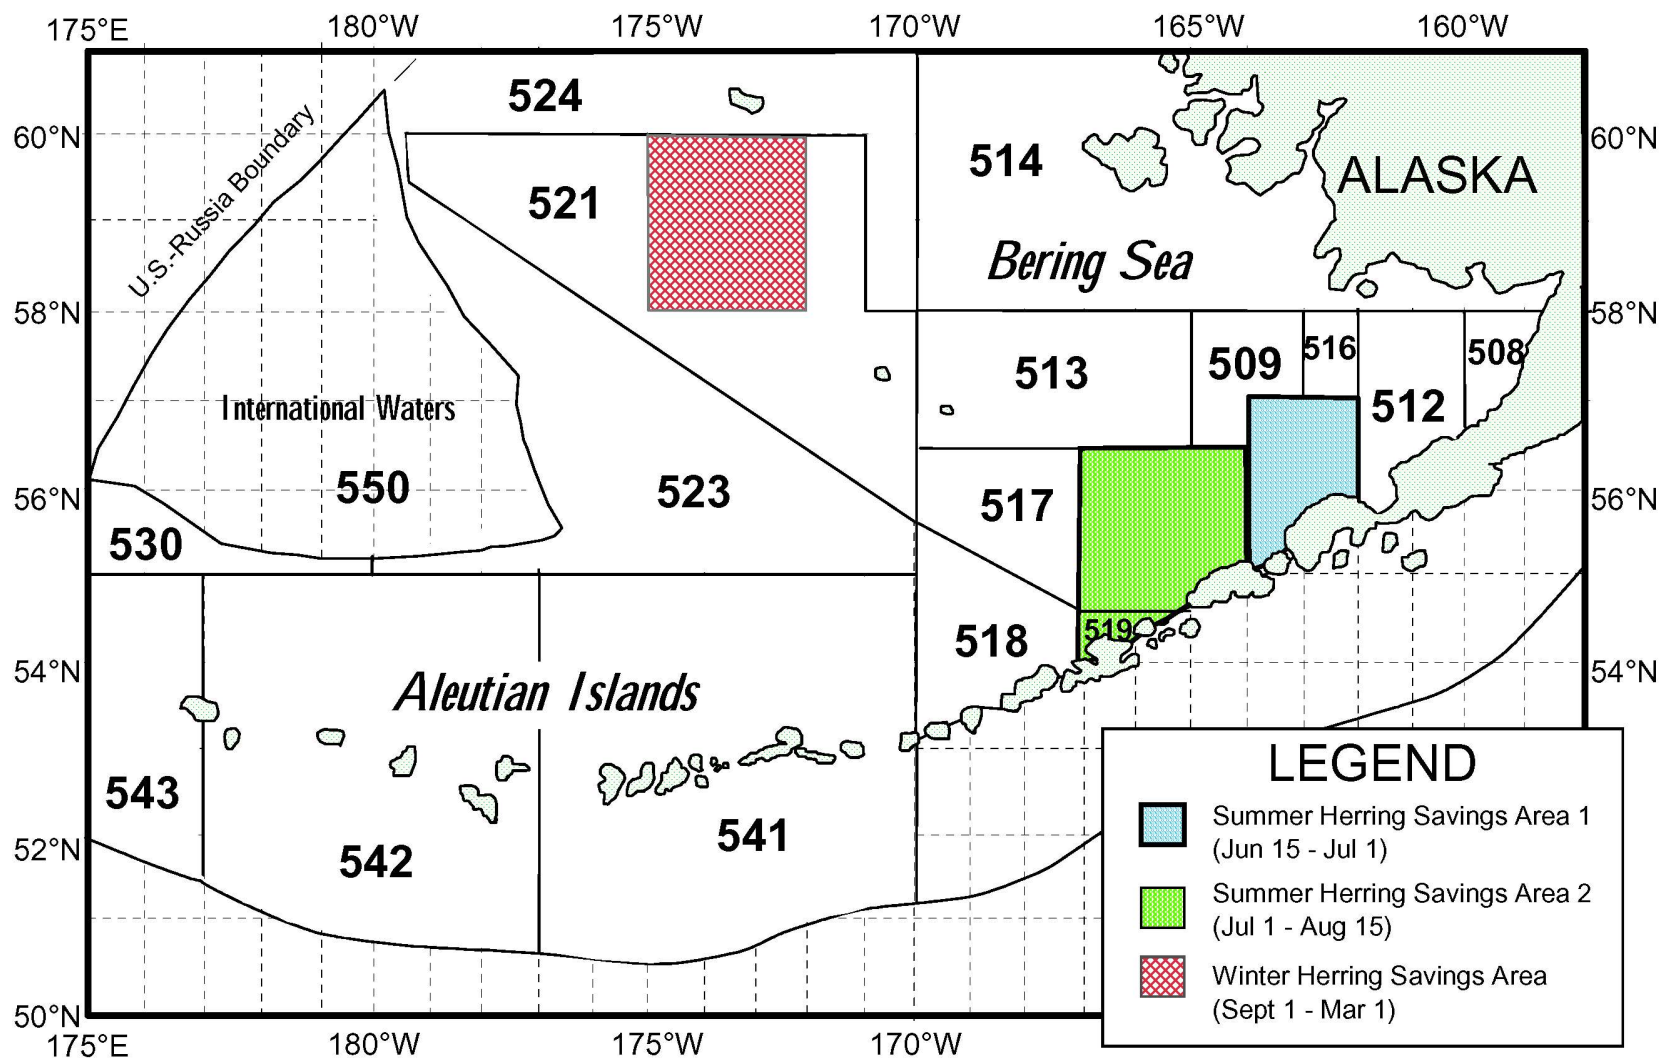 175°E 180°W 175°W 170°W 165°W 160°W
524
60°N 60°N
U.S.-Russia Boundary
514
ALASKA
521
Bering Sea
58°N 58°N
513 509 516 508
512
International Waters
550
523
517
56°N 56°N
530
519
518
54°N 54°N
Aleutian Islands
543
541
542
52°N
LEGEND
Summer Herring Savings Area 1
(Jun 15 - Jul 1)
Summer Herring Savings Area 2
(Jul 1 - Aug 15)
Winter Herring Savings Area
(Sept 1 - Mar 1)
50°N
175°E 180°W 175°W 170°W